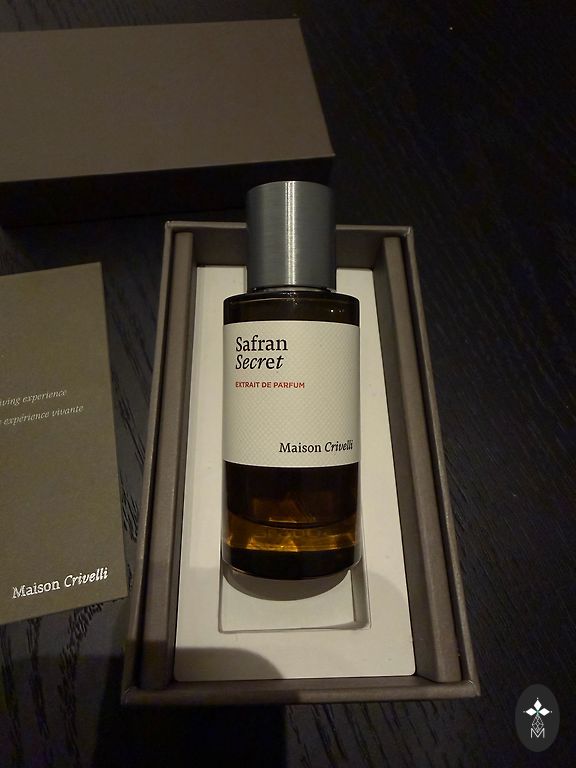 Safran
Secret
EXTRAIT DE PARFUM
Maison Crivelli
iving experience
expérience vivante
Maison Crivelli
M